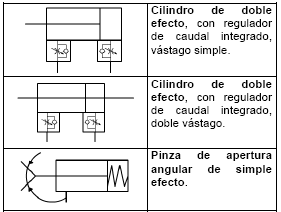 Cilindro de doble
efecto, con regulador
de caudal integrado,
vástago simple.
Cilindro de doble
efecto, con regulador
de caudal integrado,
doble vástago.
Pinza de apertura
angular de simple
efecto.